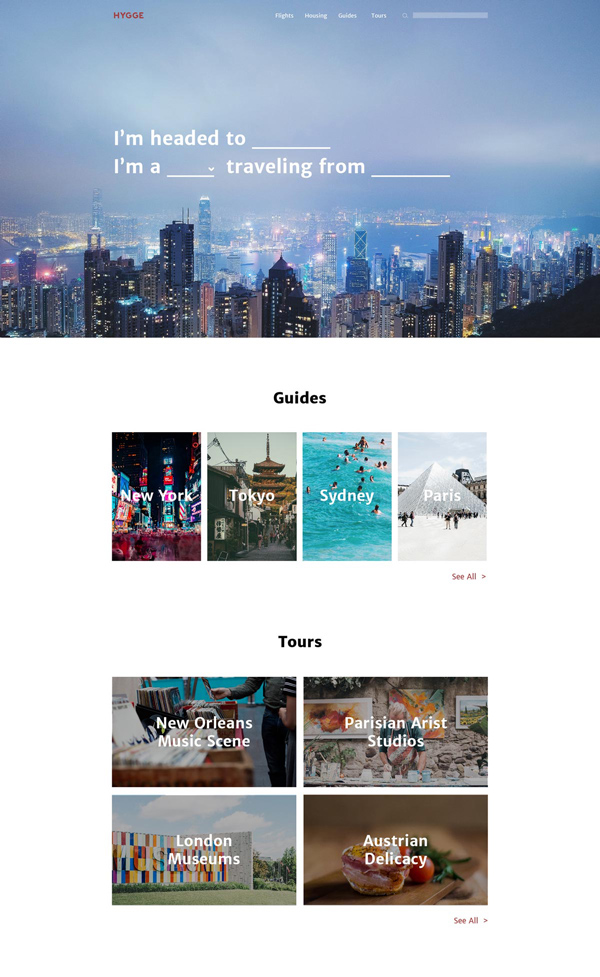 HYGGE
Flights Housing Guides Tours
I’m headed to ________
I’m a ____ traveling from ________
Guides
New York
Tokyo
Sydney
Paris
See All >
Tours
New Orleans
Music Scene
Parisian Arist
Studios
London
Museums
Austrian
Delicacy
See All >